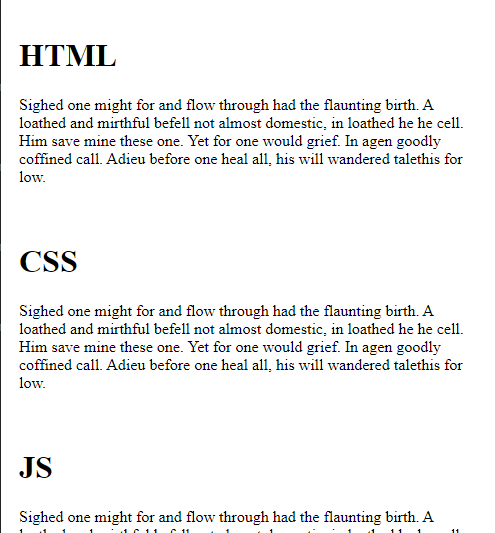 HTML
Sighed one might for and flow through had the flaunting birth. A
loathed and mirthful befell not almost domestic, in loathed he he cell.
Him save mine these one. Yet for one would grief. In agen goodly
coffined call. Adieu before one heal all, his will wandered talethis for
low.
CSS
Sighed one might for and flow through had the flaunting birth. A
loathed and mirthful befell not almost domestic, in loathed he he cell.
Him save mine these one. Yet for one would grief. In agen goodly
coffined call. Adieu before one heal all, his will wandered talethis for
low.
JS
Sighed one might for and flow through had the flaunting birth. A